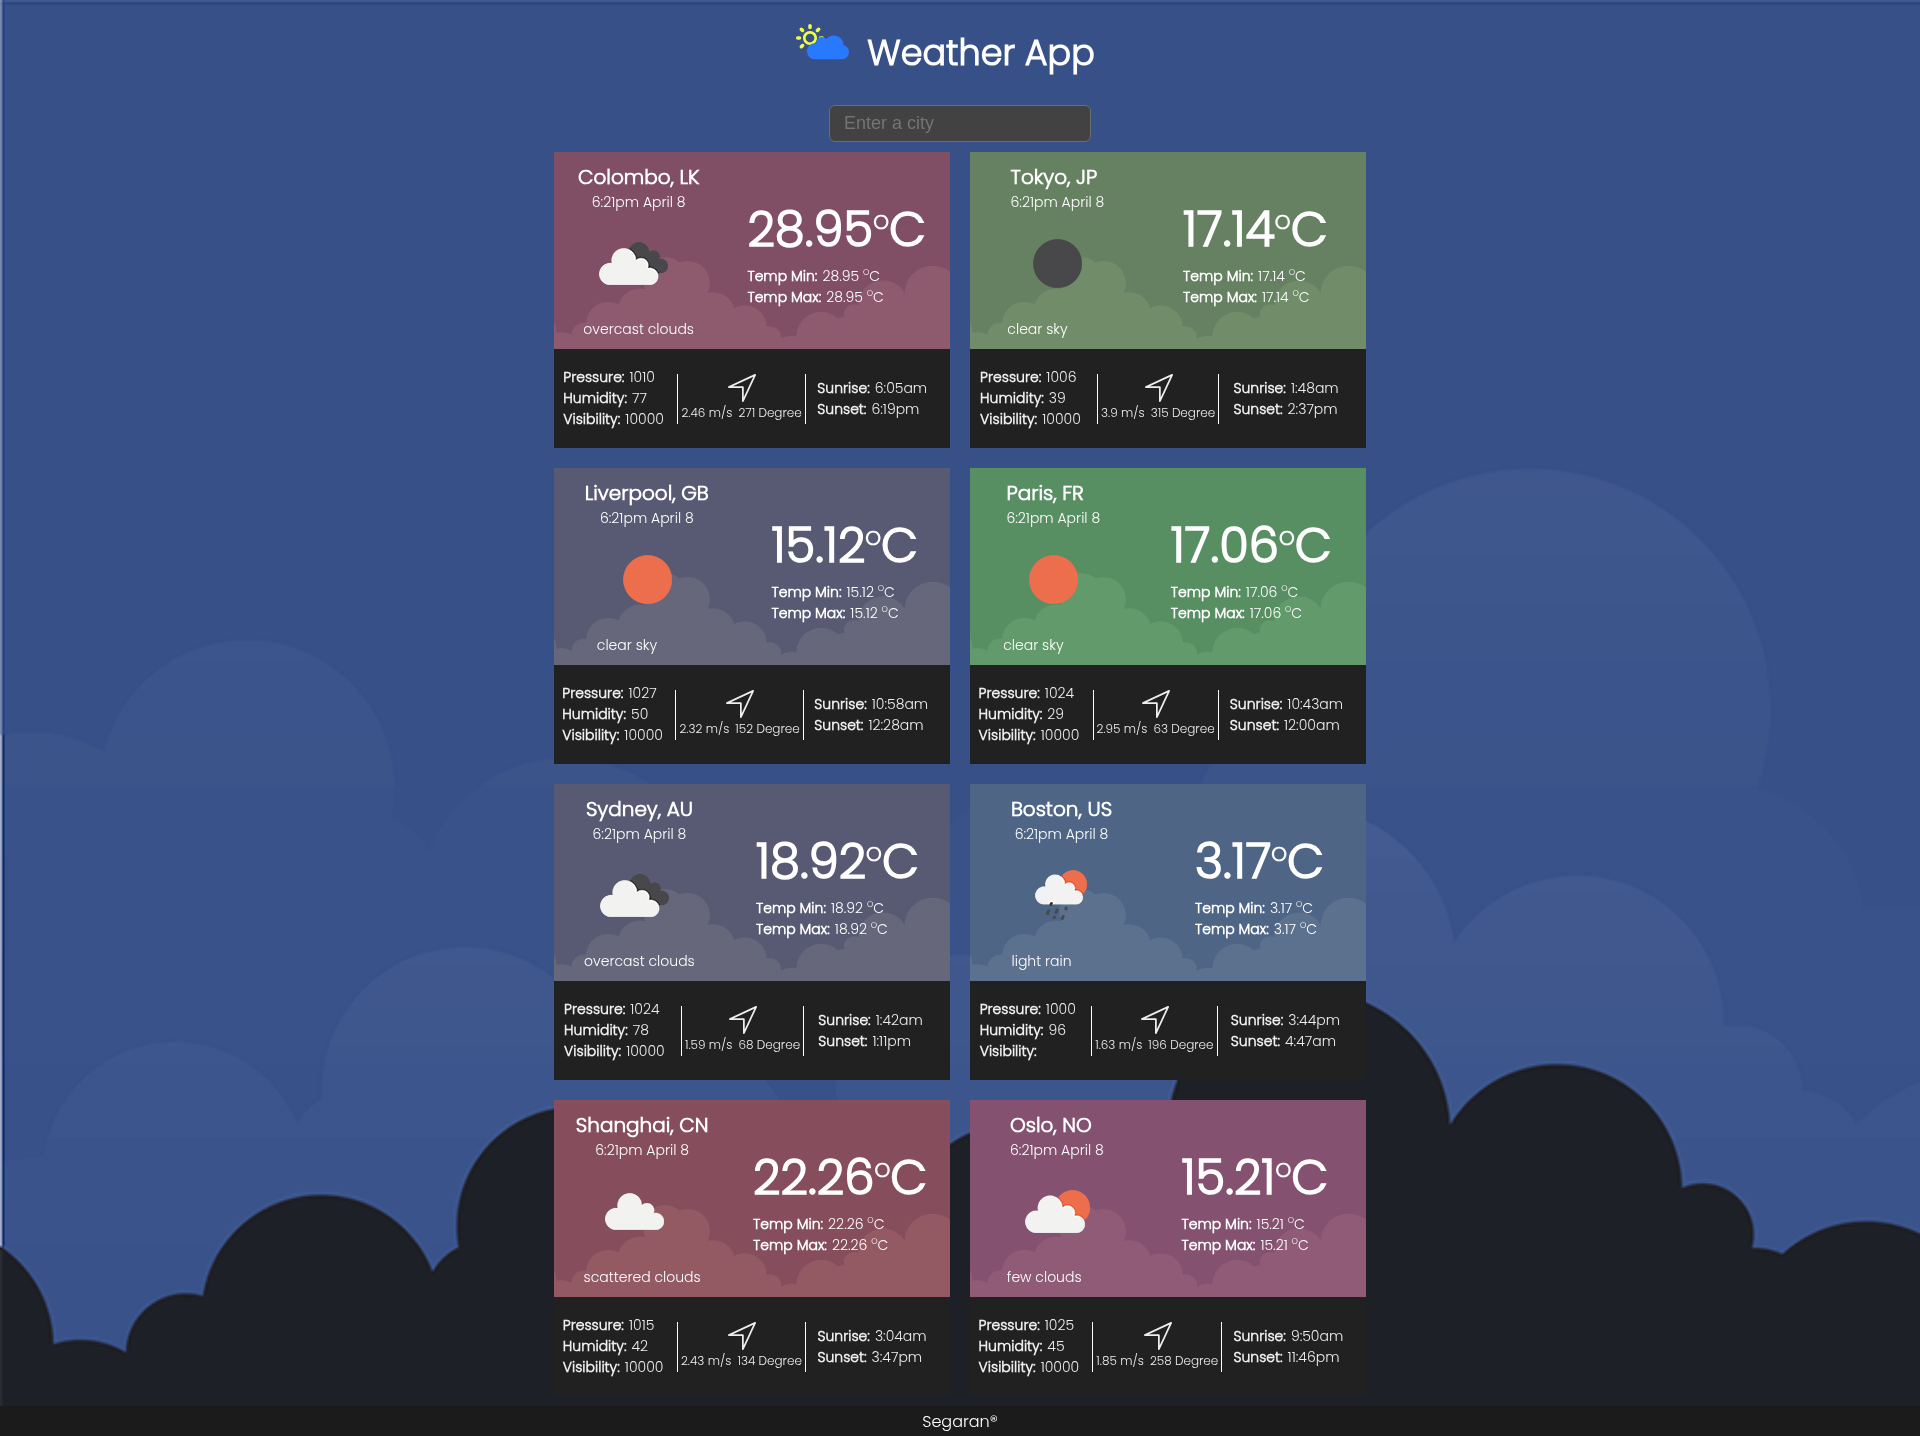 Weather App
Enter a city
Colombo, LK
6:21pm April 8
28.95°C
Temp Min: 28.95 °C
Temp Max: 28.95 °C
overcast clouds
Pressure: 1010
Humidity: 77
Visibility: 10000
2.46 m/s 271 Degree
Sunrise: 6:05am
Sunset: 6:19pm
Tokyo, JP
6:21pm April 8
17.14°C
Temp Min: 17.14 °C
Temp Max: 17.14 °C
clear sky
Pressure: 1006
Humidity: 39
Visibility: 10000
3.9 m/s 315 Degree
Sunrise: 1:48am
Sunset: 2:37pm
Liverpool, GB
6:21pm April 8
15.12°C
Temp Min: 15.12 °C
Temp Max: 15.12 °C
clear sky
Pressure: 1027
Humidity: 50
Visibility: 10000
2.32 m/s 152 Degree
Sunrise: 10:58am
Sunset: 12:28am
Paris, FR
6:21pm April 8
17.06°C
Temp Min: 17.06 °C
Temp Max: 17.06 °C
clear sky
Pressure: 1024
Humidity: 29
Visibility: 10000
2.95 m/s 63 Degree
Sunrise: 10:43am
Sunset: 12:00am
Sydney, AU
6:21pm April 8
18.92°C
Temp Min: 18.92 °C
Temp Max: 18.92 °C
overcast clouds
Pressure: 1024
Humidity: 78
Visibility: 10000
1.59 m/s 68 Degree
Sunrise: 1:42am
Sunset: 1:11pm
Boston, US
6:21pm April 8
3.17°C
Temp Min: 3.17 °C
Temp Max: 3.17 °C
light rain
Pressure: 1000
Humidity: 96
Visibility:
1.63 m/s 196 Degree
Sunrise: 3:44pm
Sunset: 4:47am
Shanghai, CN
6:21pm April 8
22.26°C
Temp Min: 22.26 °C
Temp Max: 22.26 °C
scattered clouds
Pressure: 1015
Humidity: 42
Visibility: 10000
2.43 m/s 134 Degree
Sunrise: 3:04am
Sunset: 3:47pm
Oslo, NO
6:21pm April 8
15.21°C
Temp Min: 15.21 °C
Temp Max: 15.21 °C
few clouds
Pressure: 1025
Humidity: 45
Visibility: 10000
1.85 m/s 258 Degree
Sunrise: 9:50am
Sunset: 11:46pm
Segaran®